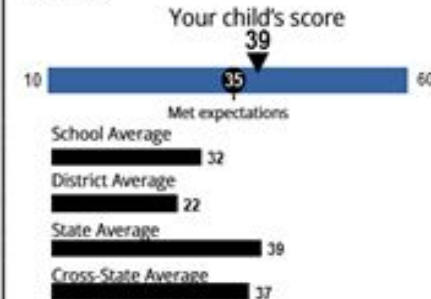 Your child's score
39
10 35 60
Met expectations
School Average
32
District Average
22
State Average
39
Cross-State Average
37